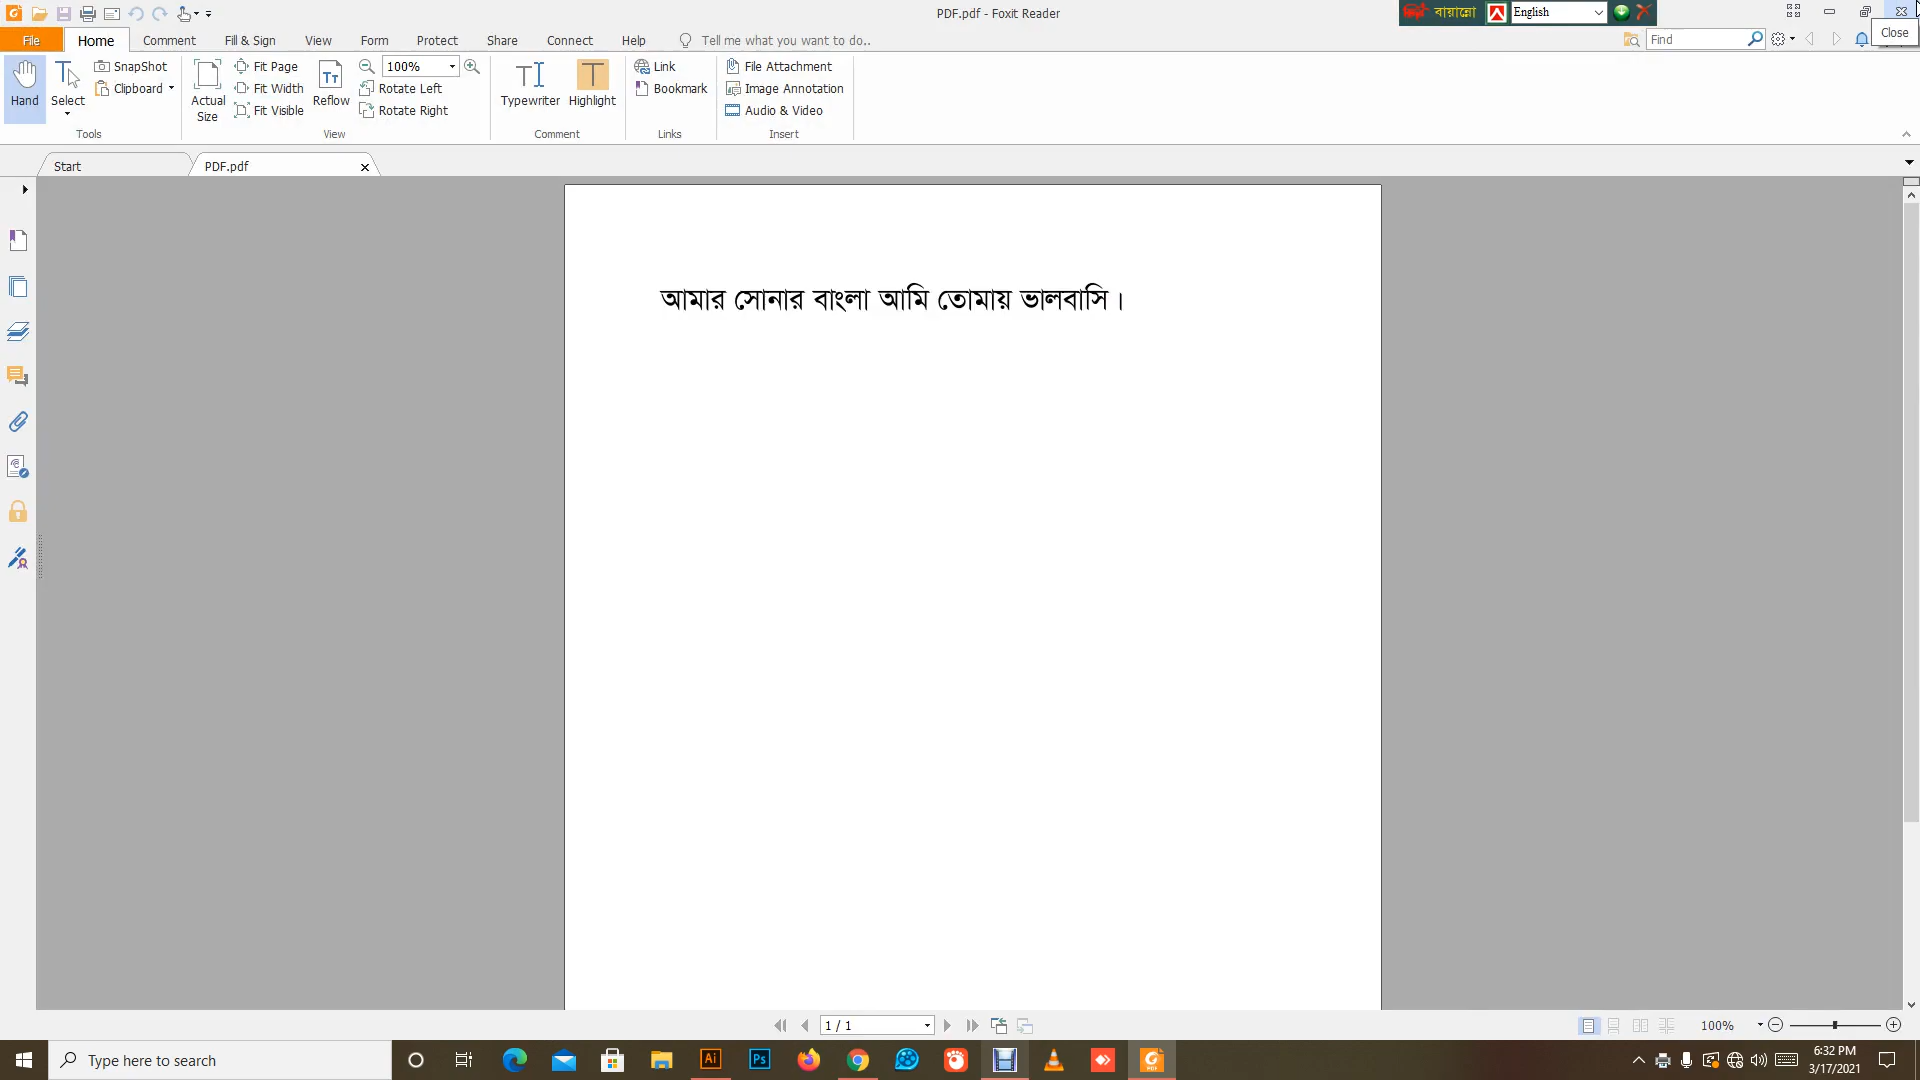 PDF.pdf - Foxit Reader
বায়ান্নো English
Close
File Home Comment Fill & Sign View Form Protect Share Connect Help Tell me what you want to do.. Find
Hand Select SnapShot Clipboard
Tools
Actual Size Fit Page Fit Width Fit Visible Reflow 100% Rotate Left Rotate Right
View
Typewriter Highlight
Comment
Link Bookmark
Links
File Attachment Image Annotation Audio & Video
Insert
Start PDF.pdf
আমার সোনার বাংলা আমি তোমায় ভালবাসি।
1 / 1 100%
Type here to search
Ai Ps
6:32 PM
3/17/2021